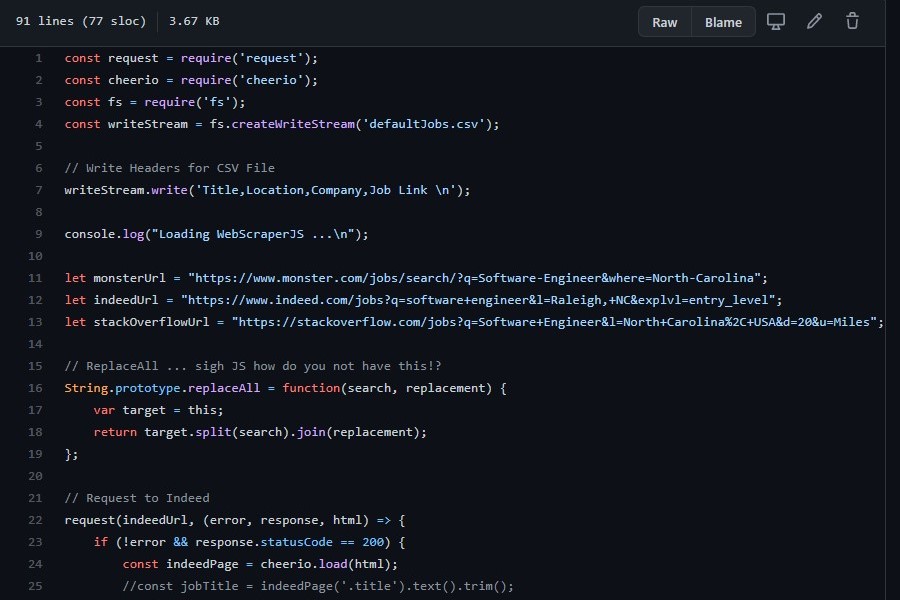 91 lines (77 sloc) 3.67 KB Raw Blame
1 const request = require('request');
2 const cheerio = require('cheerio');
3 const fs = require('fs');
4 const writeStream = fs.createWriteStream('defaultJobs.csv');
5
6 // Write Headers for CSV File
7 writeStream.write('Title,Location,Company,Job Link \n');
8
9 console.log("Loading WebScraperJS ...\n");
10
11 let monsterUrl = "https://www.monster.com/jobs/search/?q=Software-Engineer&where=North-Carolina";
12 let indeedUrl = "https://www.indeed.com/jobs?q=software+engineer&l=Raleigh,+NC&explvl=entry_level";
13 let stackOverflowUrl = "https://stackoverflow.com/jobs?q=Software+Engineer&l=North+Carolina%2C+USA&d=20&u=Miles";
14
15 // ReplaceAll ... sigh JS how do you not have this!?
16 String.prototype.replaceAll = function(search, replacement) {
17     var target = this;
18     return target.split(search).join(replacement);
19 };
20
21 // Request to Indeed
22 request(indeedUrl, (error, response, html) => {
23     if (!error && response.statusCode == 200) {
24         const indeedPage = cheerio.load(html);
25         //const jobTitle = indeedPage('.title').text().trim();